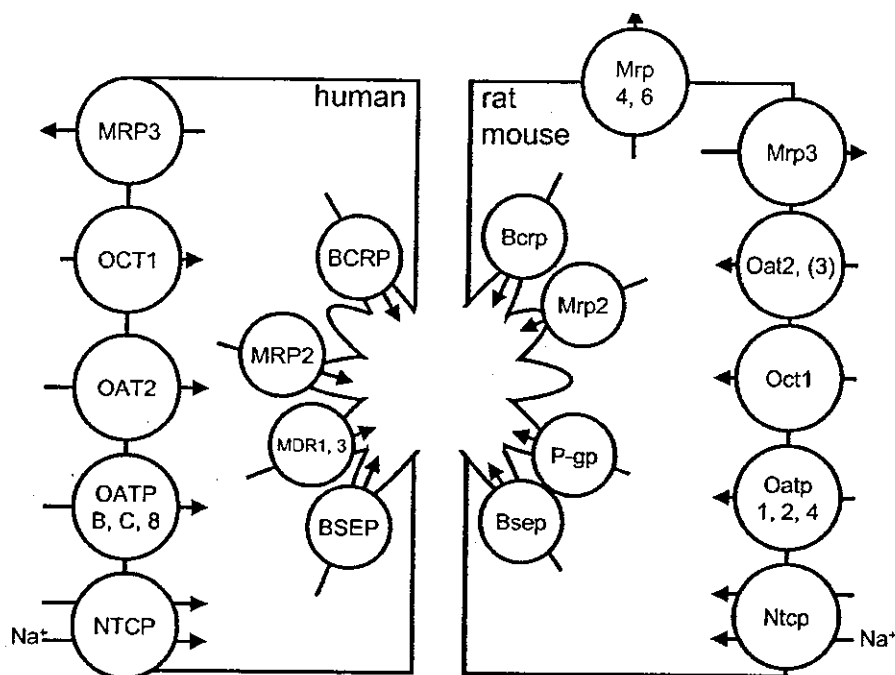 human
MRP3
OCT1
OAT2
OATP
B, C, 8
NTCP
Na⁺
BCRP
MRP2
MDR1, 3
BSEP
rat
mouse
Mrp
4, 6
Mrp3
Oat2, (3)
Oct1
Oatp
1, 2, 4
Ntcp
Na⁺
Bcrp
Mrp2
P-gp
Bsep